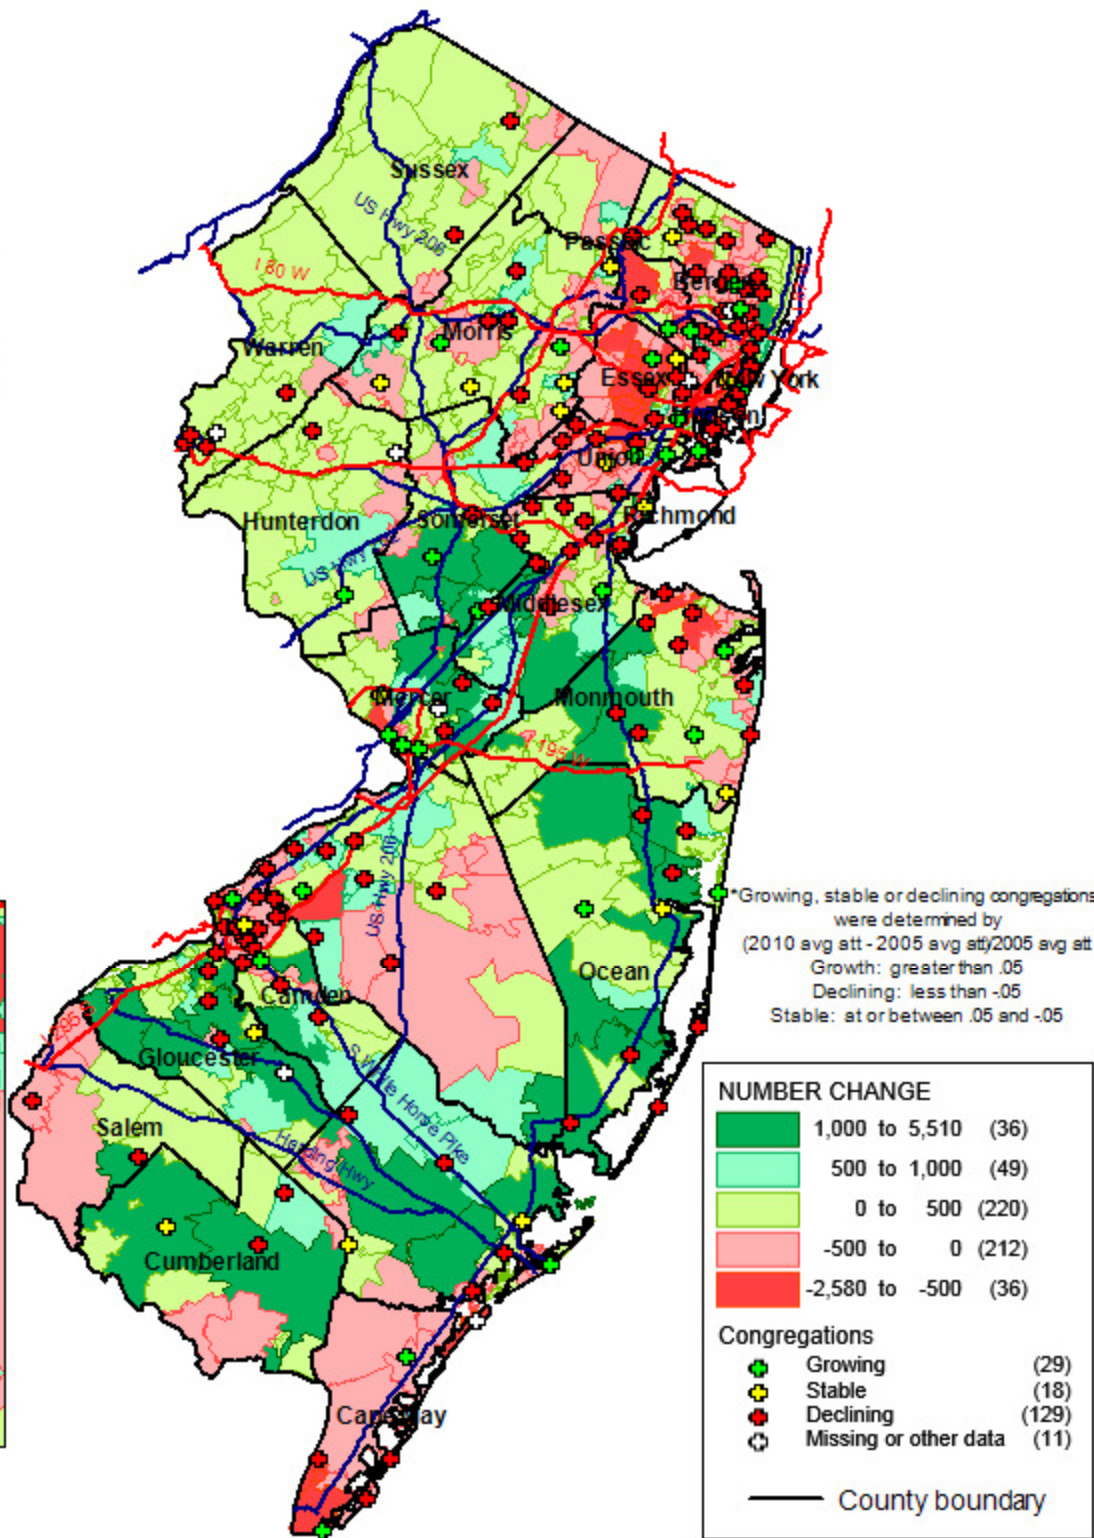 Sussex
US Hwy 206
Passaic
I 80 W
Bergen
Morris
Warren
Essex
New York
Hudson
Union
Hunterdon
Somerset
Richmond
US Hwy 202
Middlesex
Mercer
Monmouth
I 195 W
US Hwy 206
*Growing, stable or declining congregations
were determined by
(2010 avg att - 2005 avg att)/2005 avg att
Growth: greater than .05
Declining: less than -.05
Stable: at or between .05 and -.05
Ocean
Camden
I 295 S
Gloucester
S White Horse Pike
Salem
Harding Hwy
Cumberland
Cape May
NUMBER CHANGE
1,000 to 5,510 (36)
500 to 1,000 (49)
0 to 500 (220)
-500 to 0 (212)
-2,580 to -500 (36)
Congregations
Growing (29)
Stable (18)
Declining (129)
Missing or other data (11)
County boundary